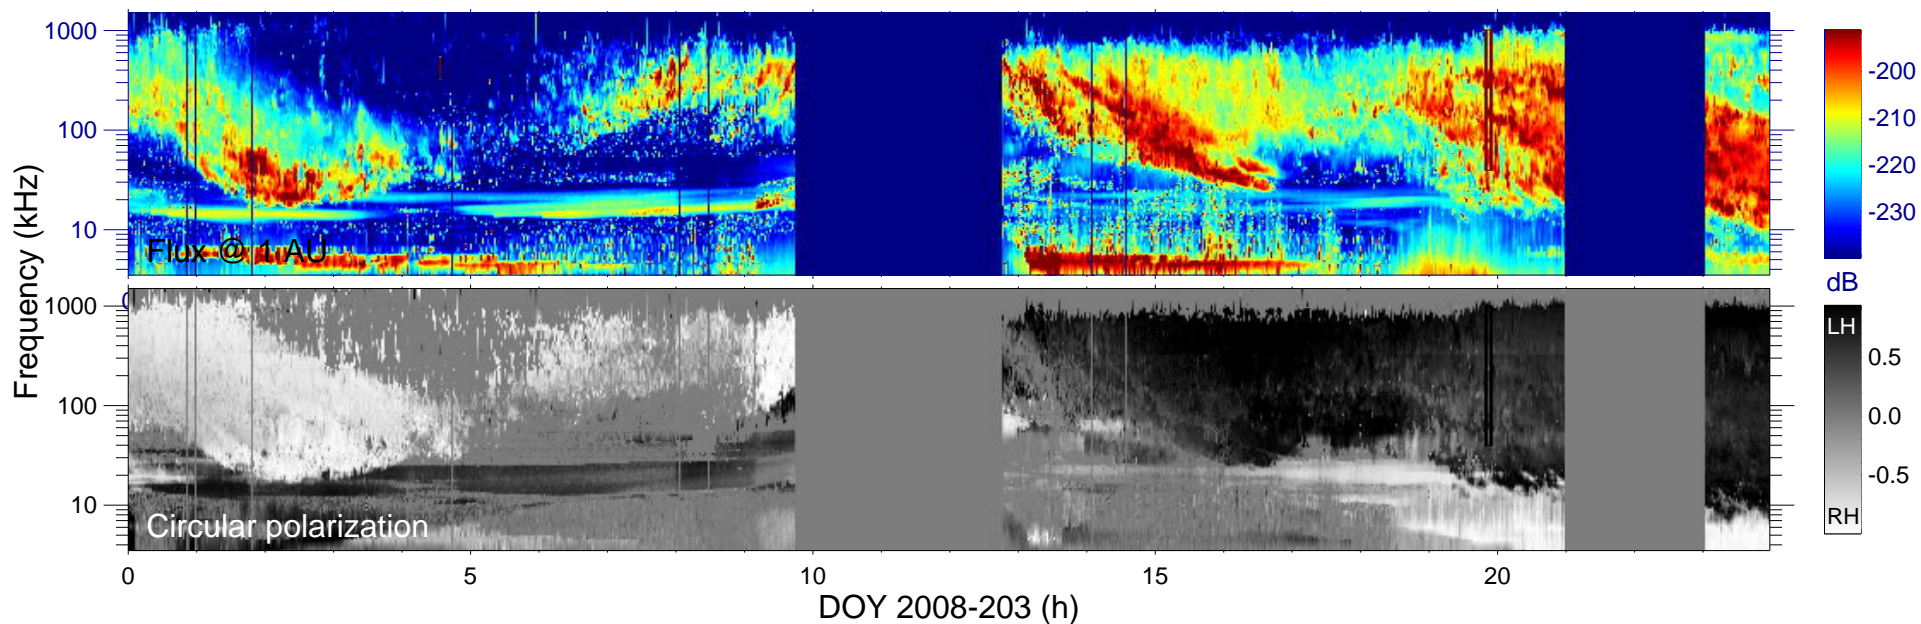 1000
100
10
Flux @ 1 AU
-200
-210
-220
-230
dB
0
1000
100
10
Circular polarization
LH
0.5
0.0
-0.5
RH
Frequency (kHz)
0 5 10 15 20
DOY 2008-203 (h)